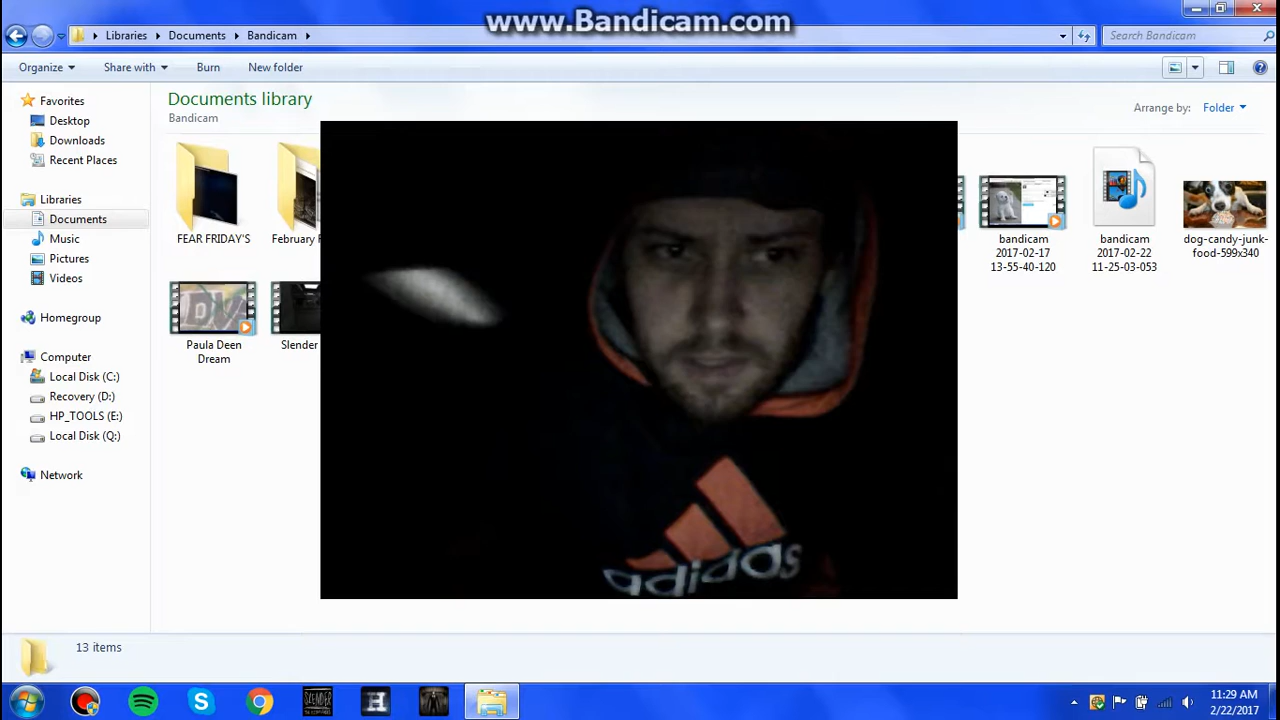 www.Bandicam.com
Libraries Documents Bandicam
Search Bandicam
Organize Share with Burn New folder
Favorites
Desktop
Downloads
Recent Places
Libraries
Documents
Music
Pictures
Videos
Homegroup
Computer
Local Disk (C:)
Recovery (D:)
HP_TOOLS (E:)
Local Disk (Q:)
Network
Documents library
Bandicam
Arrange by: Folder
FEAR FRIDAY'S
February
bandicam
2017-02-17
13-55-40-120
bandicam
2017-02-22
11-25-03-053
dog-candy-junk-
food-599x340
Paula Deen
Dream
Slender
adidas
13 items
SLENDER
H
11:29 AM
2/22/2017